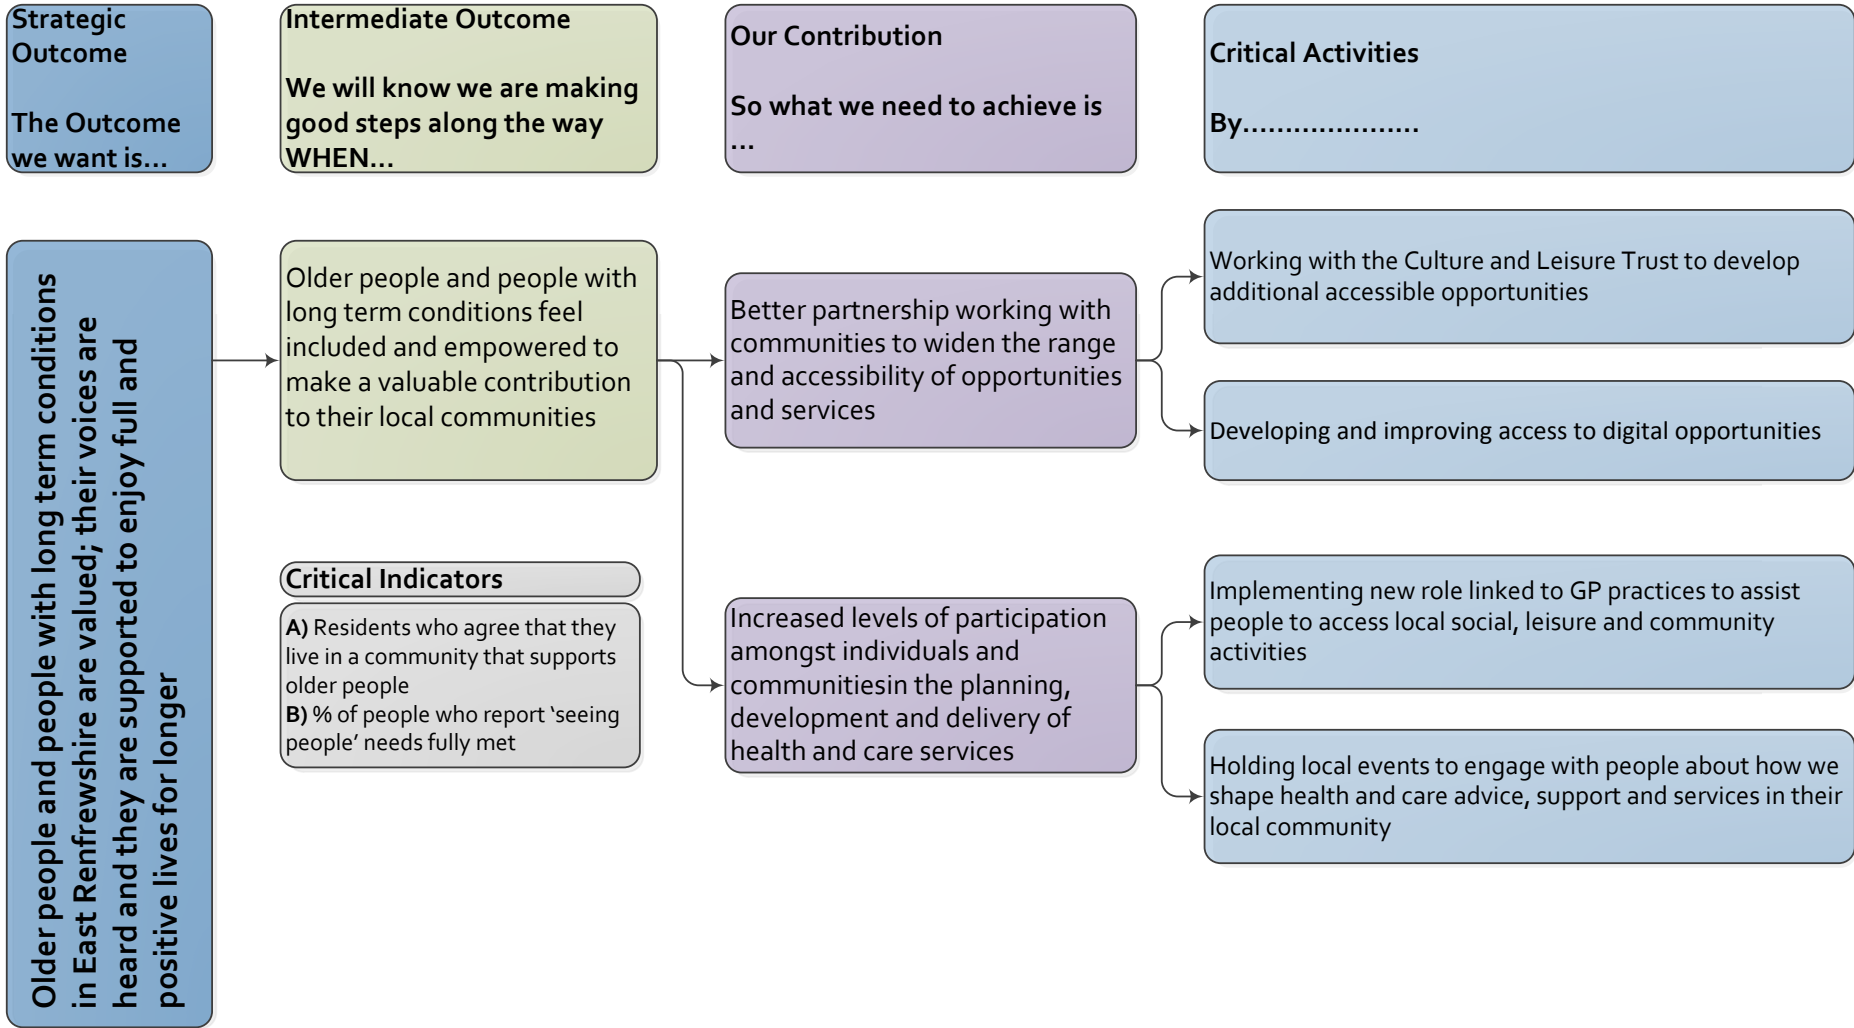 Strategic
Outcome
The Outcome
we want is...
Intermediate Outcome
We will know we are making
good steps along the way
WHEN...
Our Contribution
So what we need to achieve is
...
Critical Activities
By.....................
Older people and people with long term conditions
in East Renfrewshire are valued; their voices are
heard and they are supported to enjoy full and
positive lives for longer
Older people and people with
long term conditions feel
included and empowered to
make a valuable contribution
to their local communities
Critical Indicators
A) Residents who agree that they
live in a community that supports
older people
B) % of people who report ‘seeing
people’ needs fully met
Better partnership working with
communities to widen the range
and accessibility of opportunities
and services
Increased levels of participation
amongst individuals and
communitiesin the planning,
development and delivery of
health and care services
Working with the Culture and Leisure Trust to develop
additional accessible opportunities
Developing and improving access to digital opportunities
Implementing new role linked to GP practices to assist
people to access local social, leisure and community
activities
Holding local events to engage with people about how we
shape health and care advice, support and services in their
local community